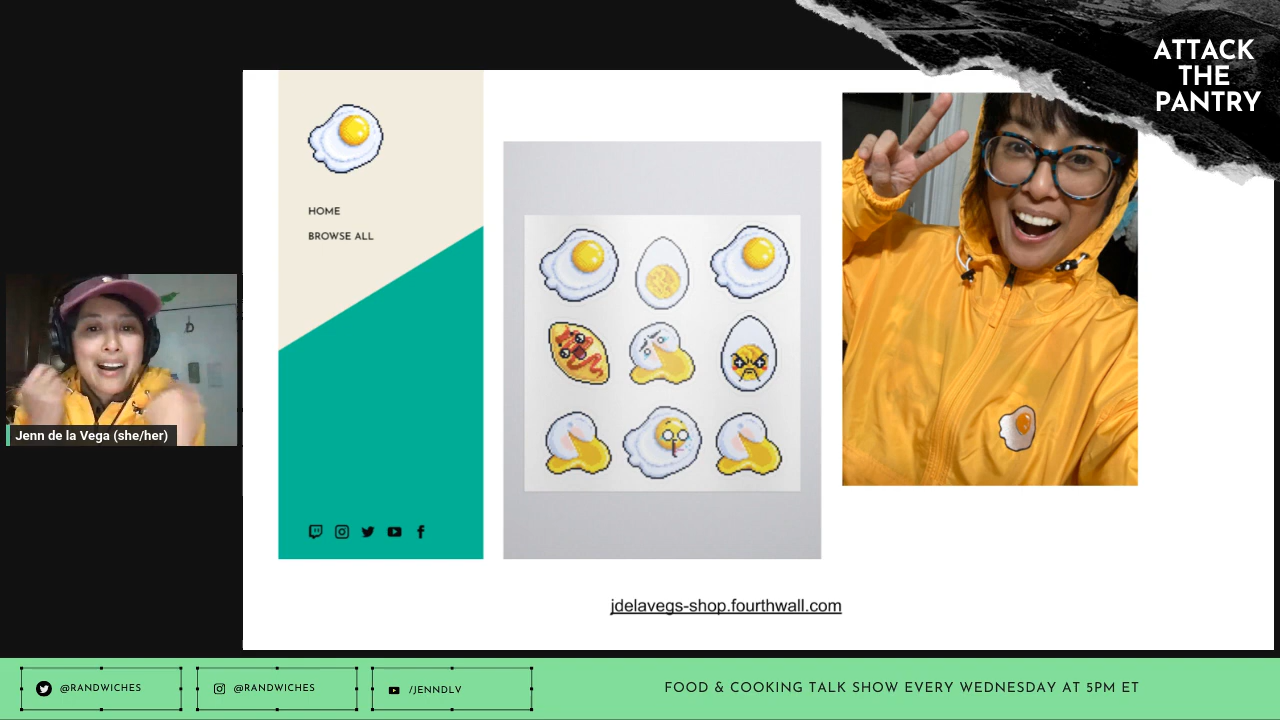 ATTACK
THE
PANTRY
HOME
BROWSE ALL
Jenn de la Vega (she/her)
jdelavegs-shop.fourthwall.com
@RANDWICHES
@RANDWICHES
/JENNDLV
FOOD & COOKING TALK SHOW EVERY WEDNESDAY AT 5PM ET